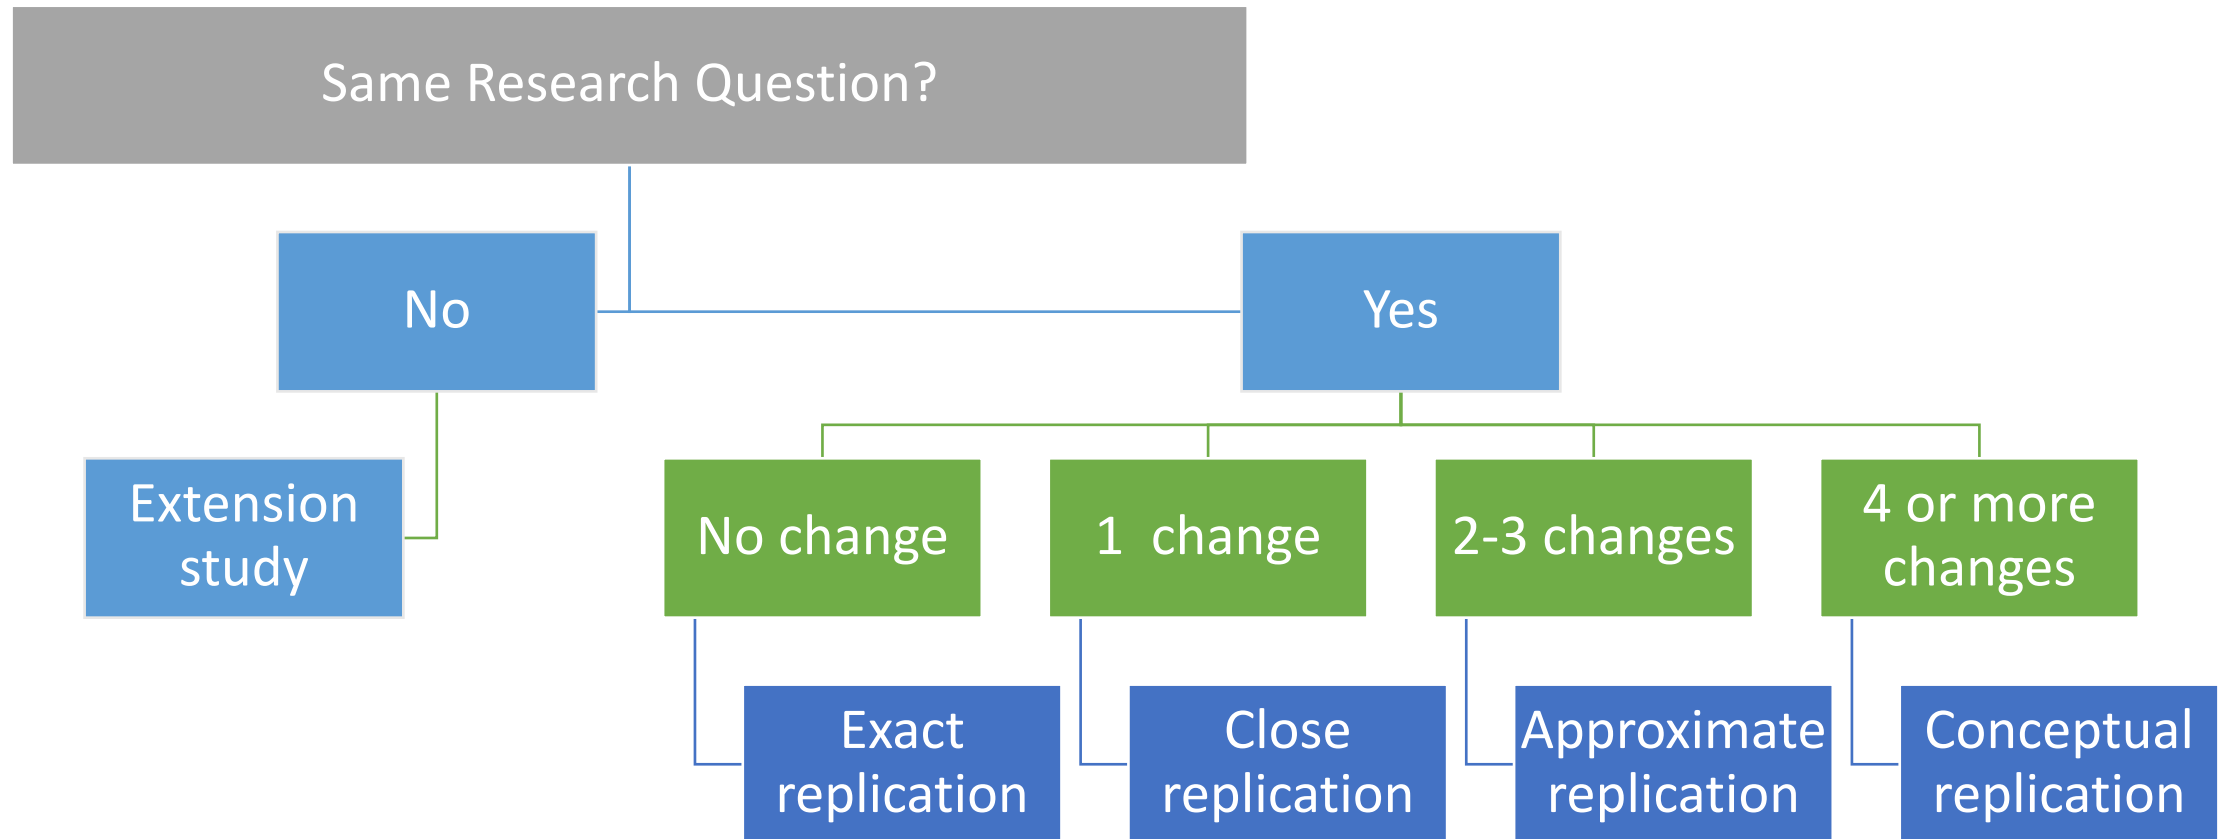 Same Research Question?
No
Yes
Extension
study
No change
1  change
2-3 changes
4 or more
changes
Exact
replication
Close
replication
Approximate
replication
Conceptual
replication